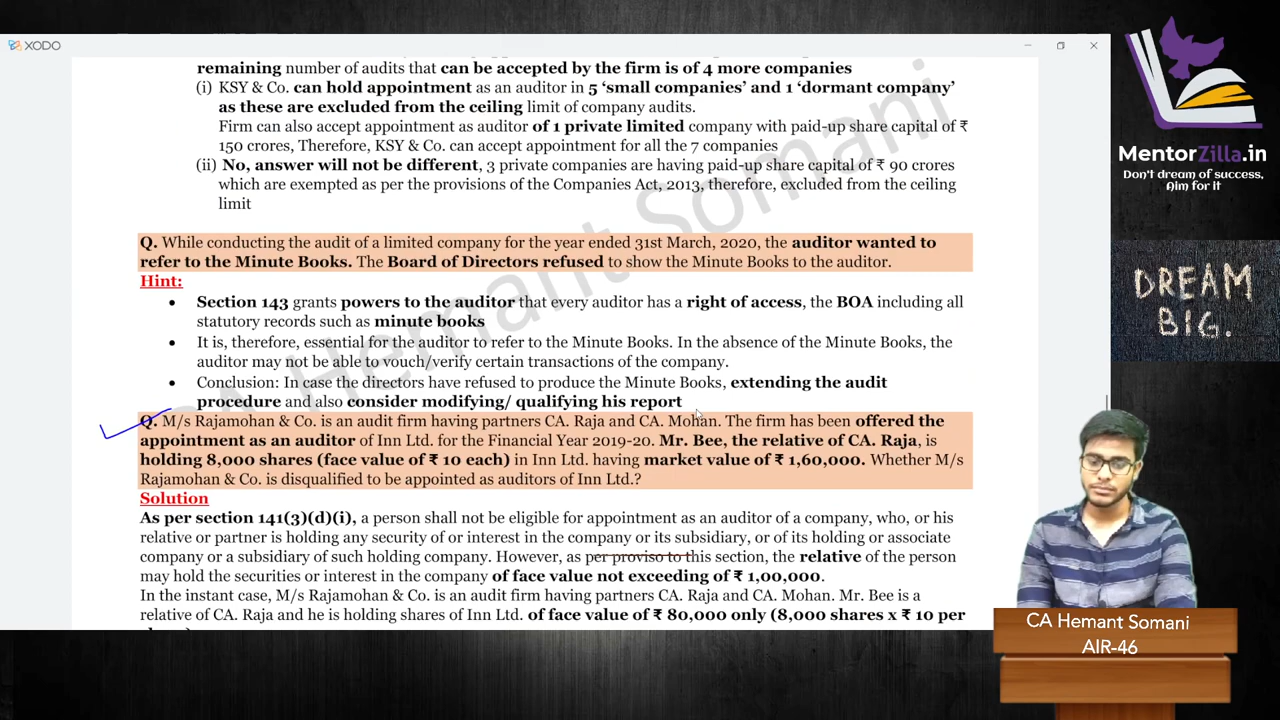 XODO
remaining number of audits that can be accepted by the firm is of 4 more companies
(i) KSY & Co. can hold appointment as an auditor in 5 ‘small companies’ and 1 ‘dormant company’
as these are excluded from the ceiling limit of company audits.
Firm can also accept appointment as auditor of 1 private limited company with paid-up share capital of ₹
150 crores, Therefore, KSY & Co. can accept appointment for all the 7 companies
(ii) No, answer will not be different, 3 private companies are having paid-up share capital of ₹ 90 crores
which are exempted as per the provisions of the Companies Act, 2013, therefore, excluded from the ceiling
limit
Q. While conducting the audit of a limited company for the year ended 31st March, 2020, the auditor wanted to
refer to the Minute Books. The Board of Directors refused to show the Minute Books to the auditor.
Hint:
• Section 143 grants powers to the auditor that every auditor has a right of access, the BOA including all
statutory records such as minute books
• It is, therefore, essential for the auditor to refer to the Minute Books. In the absence of the Minute Books, the
auditor may not be able to vouch/verify certain transactions of the company.
• Conclusion: In case the directors have refused to produce the Minute Books, extending the audit
procedure and also consider modifying/ qualifying his report
Q. M/s Rajamohan & Co. is an audit firm having partners CA. Raja and CA. Mohan. The firm has been offered the
appointment as an auditor of Inn Ltd. for the Financial Year 2019-20. Mr. Bee, the relative of CA. Raja, is
holding 8,000 shares (face value of ₹ 10 each) in Inn Ltd. having market value of ₹ 1,60,000. Whether M/s
Rajamohan & Co. is disqualified to be appointed as auditors of Inn Ltd.?
Solution
As per section 141(3)(d)(i), a person shall not be eligible for appointment as an auditor of a company, who, or his
relative or partner is holding any security of or interest in the company or its subsidiary, or of its holding or associate
company or a subsidiary of such holding company. However, as per proviso to this section, the relative of the person
may hold the securities or interest in the company of face value not exceeding of ₹ 1,00,000.
In the instant case, M/s Rajamohan & Co. is an audit firm having partners CA. Raja and CA. Mohan. Mr. Bee is a
relative of CA. Raja and he is holding shares of Inn Ltd. of face value of ₹ 80,000 only (8,000 shares x ₹ 10 per
CA Hemant Somani
MentorZilla.in
Don't dream of success,
Aim for it
DREAM
BIG.
CA Hemant Somani
AIR-46